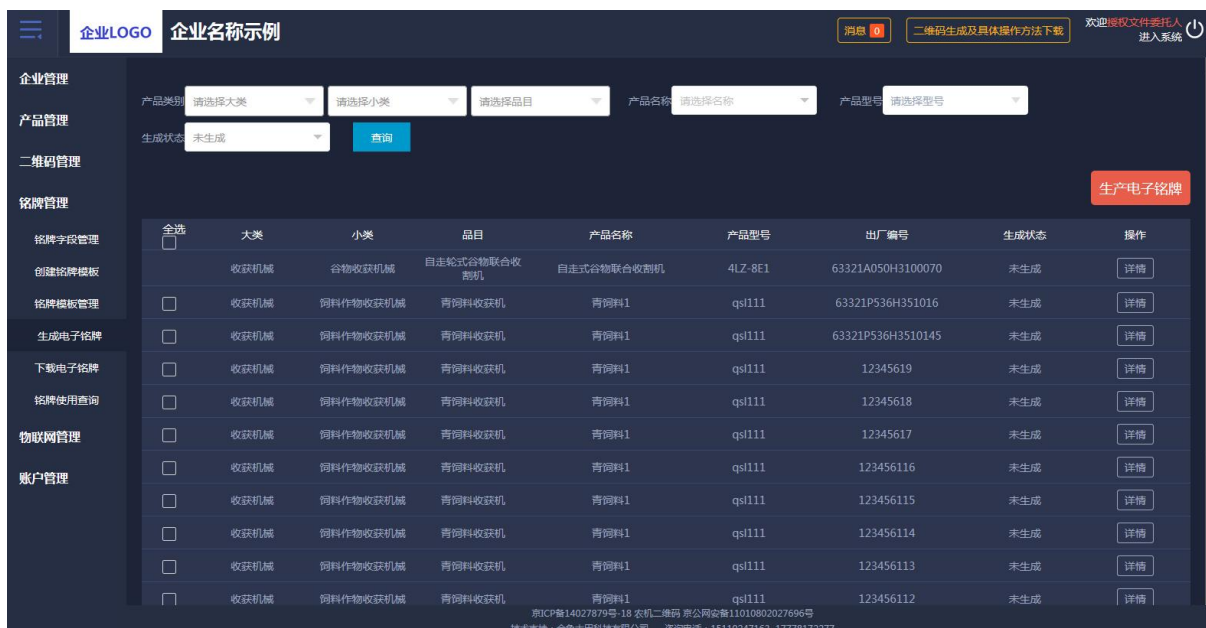 企业LOGO 企业名称示例 消息 0 二维码生成及具体操作方法下载 欢迎授权文件委托人
进入系统
企业管理
产品类别 请选择大类 请选择小类 请选择品目 产品名称 请选择名称 产品型号 请选择型号
产品管理
生成状态 未生成 查询
二维码管理
生产电子铭牌
铭牌管理
全选 大类 小类 品目 产品名称 产品型号 出厂编号 生成状态 操作
铭牌字段管理
收获机械 谷物收获机械 自走轮式谷物联合收割机 自走式谷物联合收割机 4LZ-8E1 63321A050H3100070 未生成 详情
创建铭牌模板
铭牌模板管理 收获机械 饲料作物收获机械 青饲料收获机 青饲料1 qsl111 63321P536H351016 未生成 详情
生成电子铭牌 收获机械 饲料作物收获机械 青饲料收获机 青饲料1 qsl111 63321P536H3510145 未生成 详情
下载电子铭牌 收获机械 饲料作物收获机械 青饲料收获机 青饲料1 qsl111 12345619 未生成 详情
铭牌使用查询 收获机械 饲料作物收获机械 青饲料收获机 青饲料1 qsl111 12345618 未生成 详情
物联网管理 收获机械 饲料作物收获机械 青饲料收获机 青饲料1 qsl111 12345617 未生成 详情
收获机械 饲料作物收获机械 青饲料收获机 青饲料1 qsl111 123456116 未生成 详情
账户管理
收获机械 饲料作物收获机械 青饲料收获机 青饲料1 qsl111 123456115 未生成 详情
收获机械 饲料作物收获机械 青饲料收获机 青饲料1 qsl111 123456114 未生成 详情
收获机械 饲料作物收获机械 青饲料收获机 青饲料1 qsl111 123456113 未生成 详情
收获机械 饲料作物收获机械 青饲料收获机 青饲料1 qsl111 123456112 未生成 详情
京ICP备14027879号-18 农机二维码 京公网安备11010802027696号